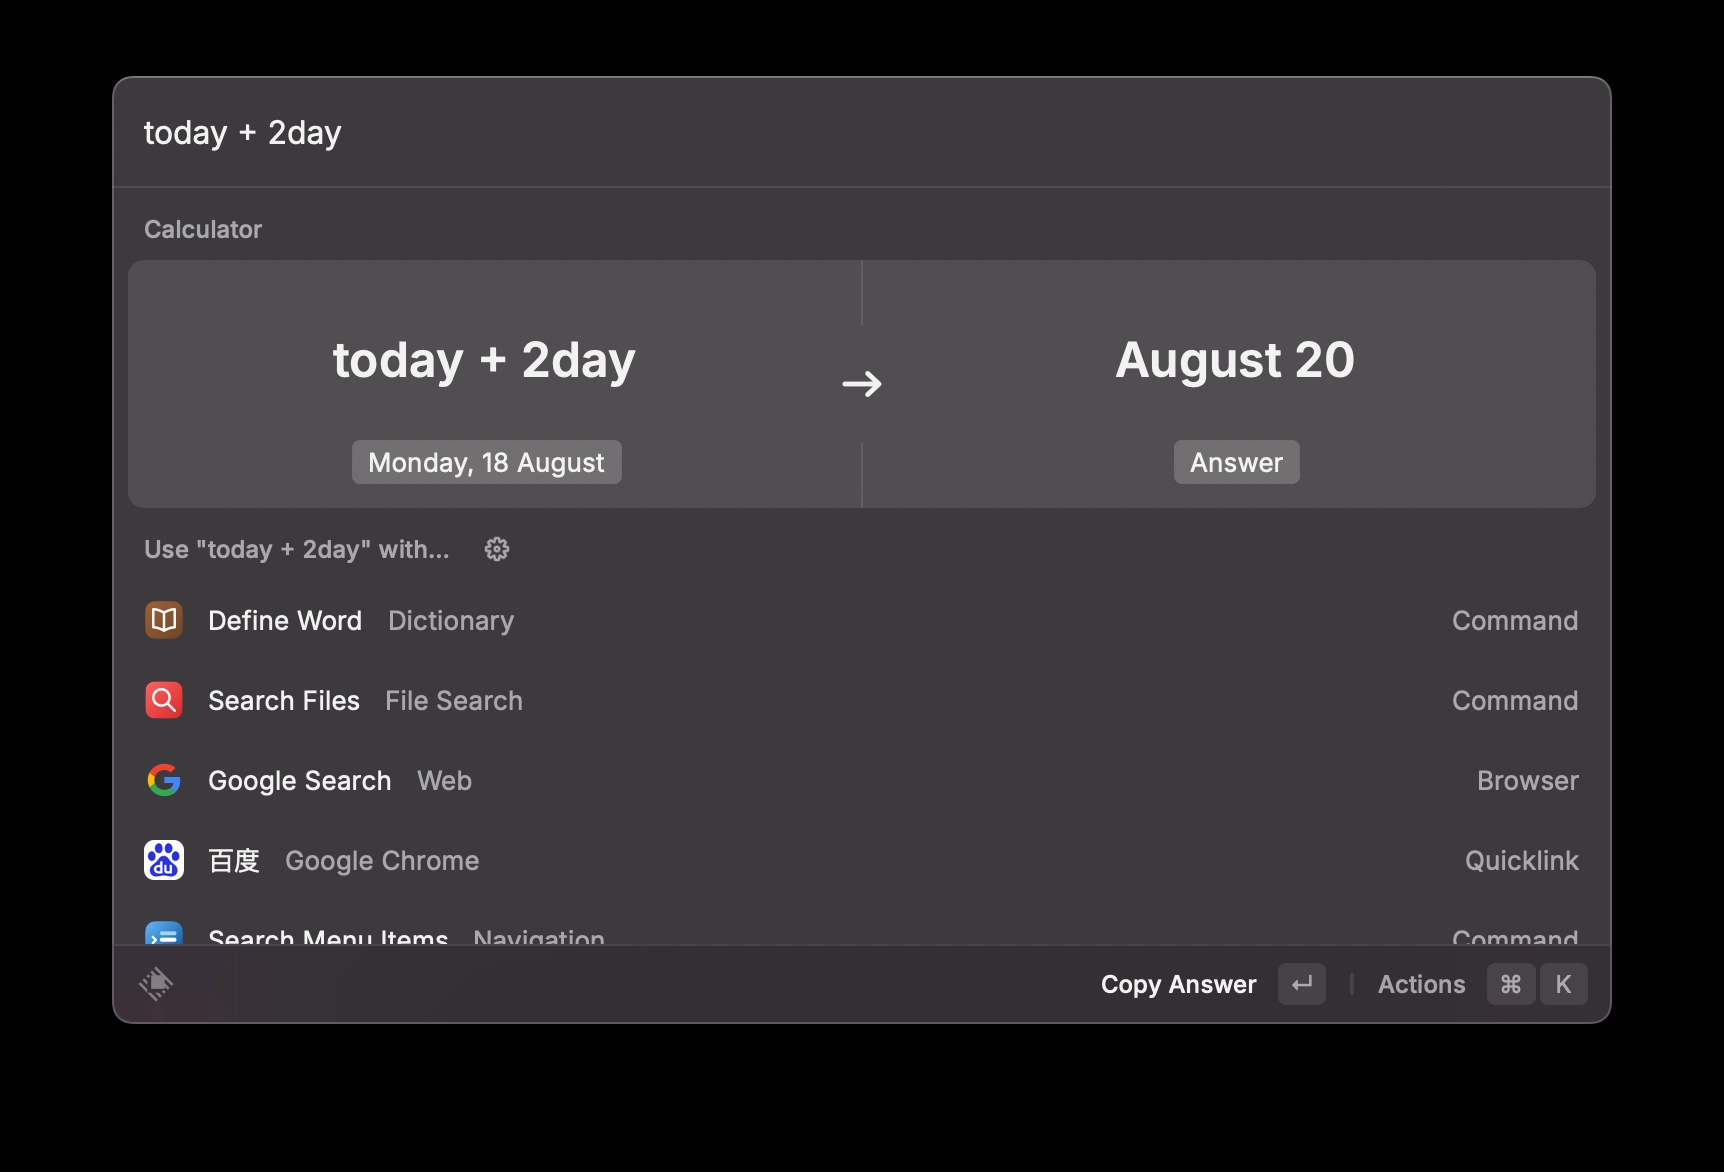 today + 2day
Calculator
today + 2day → August 20
Monday, 18 August Answer
Use "today + 2day" with...
Define Word Dictionary Command
Search Files File Search Command
Google Search Web Browser
du 百度 Google Chrome Quicklink
Search Menu Items Navigation Command
Copy Answer ↵ Actions ⌘ K